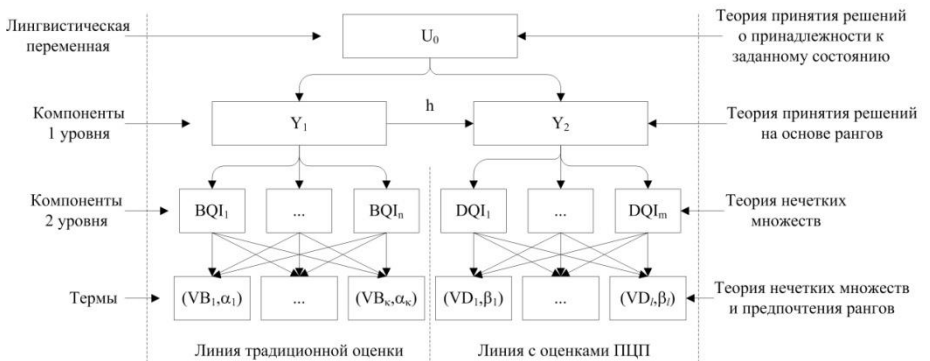 Лингвистическая
переменная
U₀
Теория принятия решений
о принадлежности к
заданному состоянию
Компоненты
1 уровня
Y₁
h
Y₂
Теория принятия решений
на основе рангов
Компоненты
2 уровня
BQI₁
...
BQIₙ
DQI₁
...
DQIₘ
Теория нечетких
множеств
Термы
(VB₁,α₁)
...
(VBκ,ακ)
(VD₁,β₁)
...
(VDₗ,βₗ)
Теория нечетких множеств
и предпочтения рангов
Линия традиционной оценки
Линия с оценками ПЦП